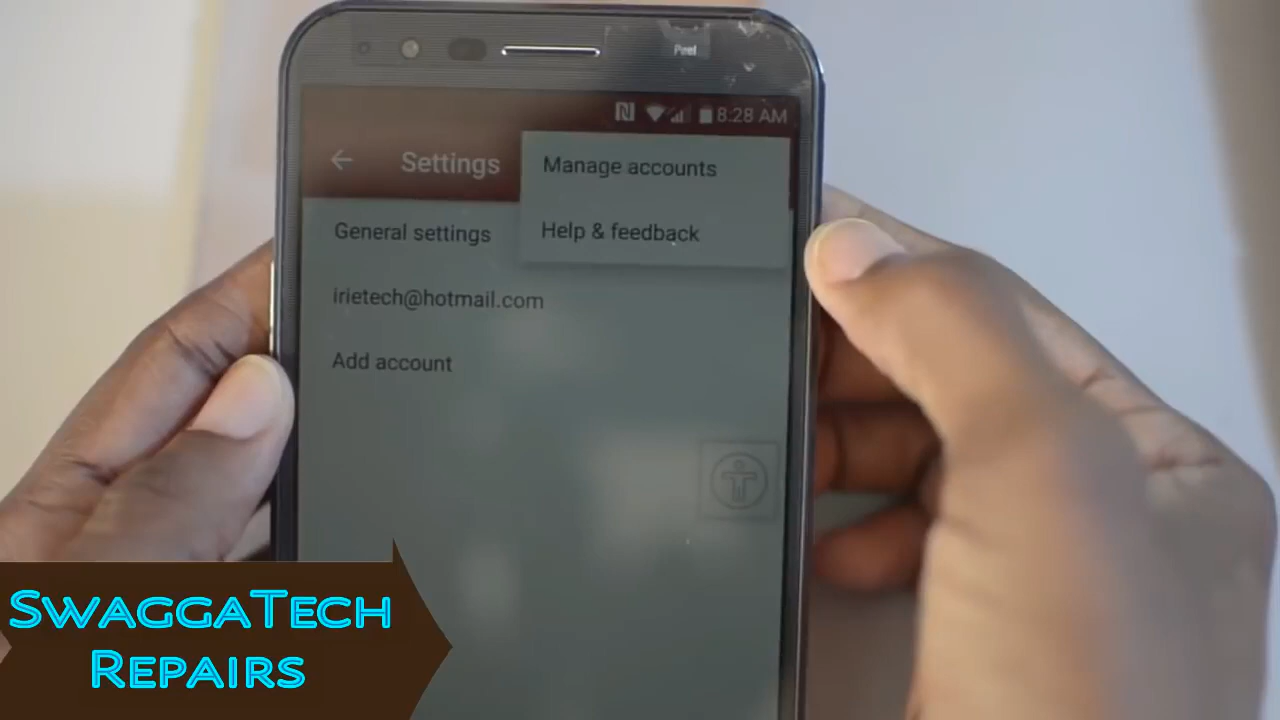 Peel
8:28 AM
Settings
Manage accounts
Help & feedback
General settings
irietech@hotmail.com
Add account
SWAGGATECH
REPAIRS